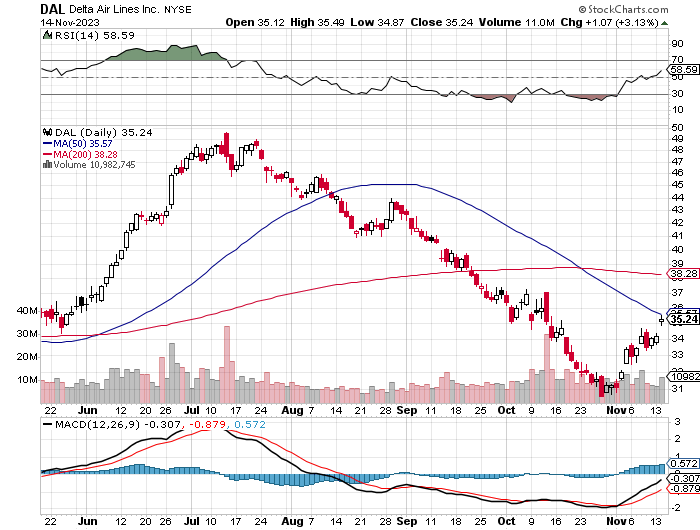 DAL Delta Air Lines Inc. NYSE
© StockCharts.com
14-Nov-2023 Open 35.12 High 35.49 Low 34.87 Close 35.24 Volume 11.0M Chg +1.07 (+3.13%)
RSI(14) 58.59
90
70
58.59
50
30
10
DAL (Daily) 35.24
MA(50) 35.57
MA(200) 38.28
Volume 10,982,745
50
49
48
47
46
45
44
43
42
41
40
39
38.28
37
36
35.24
34
33
32
31
40M
30M
20M
10M
22 Jun 12 20 26 Jul 10 17 24 Aug 7 14 21 28 Sep 11 18 25 Oct 9 16 23 Nov 6 13
MACD(12,26,9) -0.307, -0.879, 0.572
3
2
1
0.572
-0.307
-0.879
-2
22 Jun 12 20 26 Jul 10 17 24 Aug 7 14 21 28 Sep 11 18 25 Oct 9 16 23 Nov 6 13